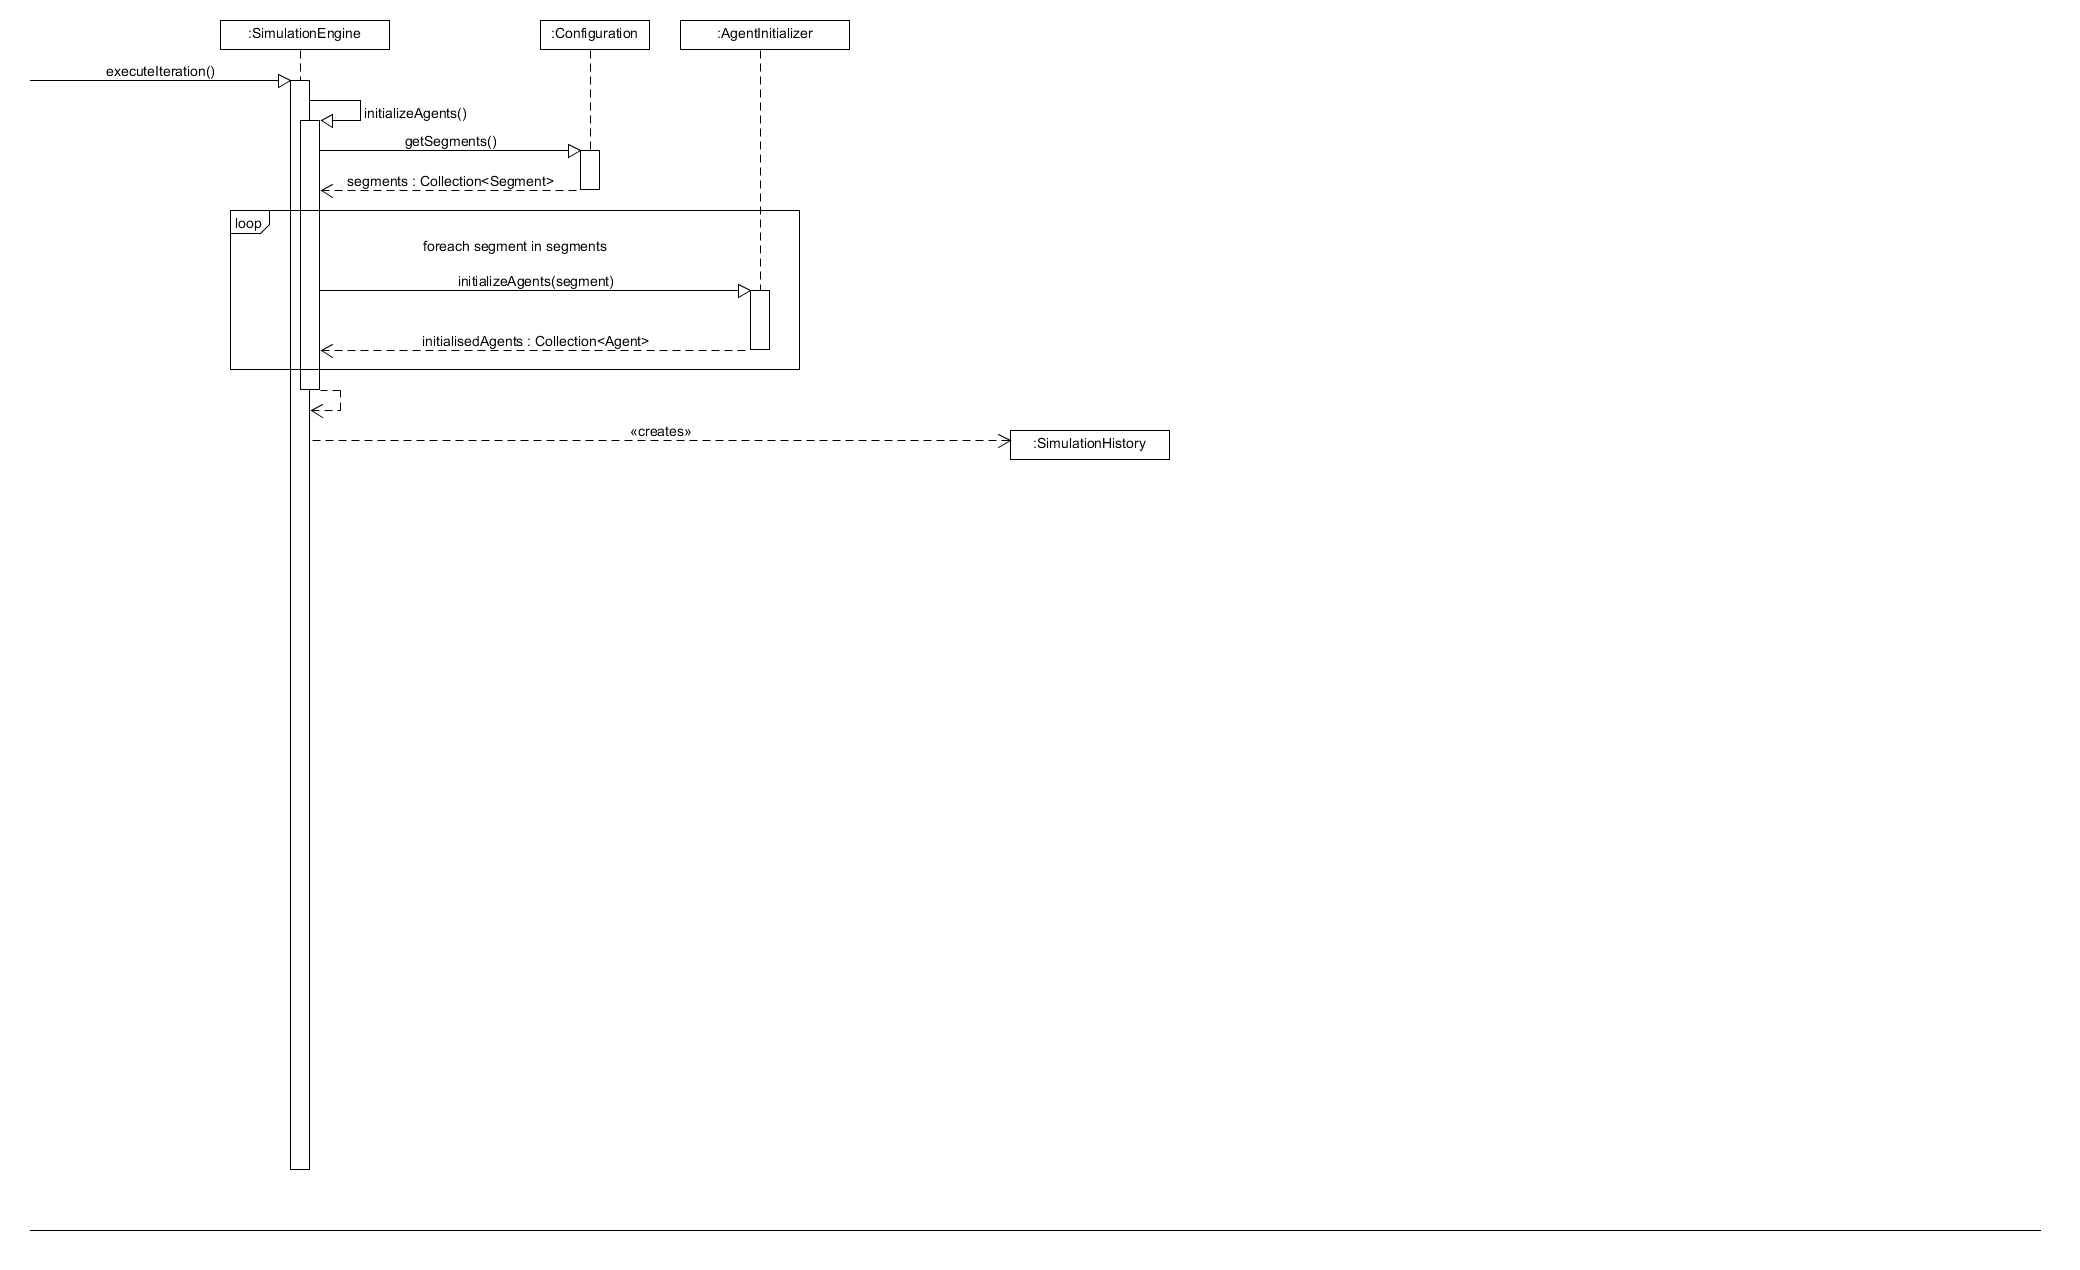 :SimulationEngine
:Configuration
:AgentInitializer
executeIteration()
initializeAgents()
getSegments()
segments : Collection<Segment>
loop
foreach segment in segments
initializeAgents(segment)
initialisedAgents : Collection<Agent>
«creates»
:SimulationHistory